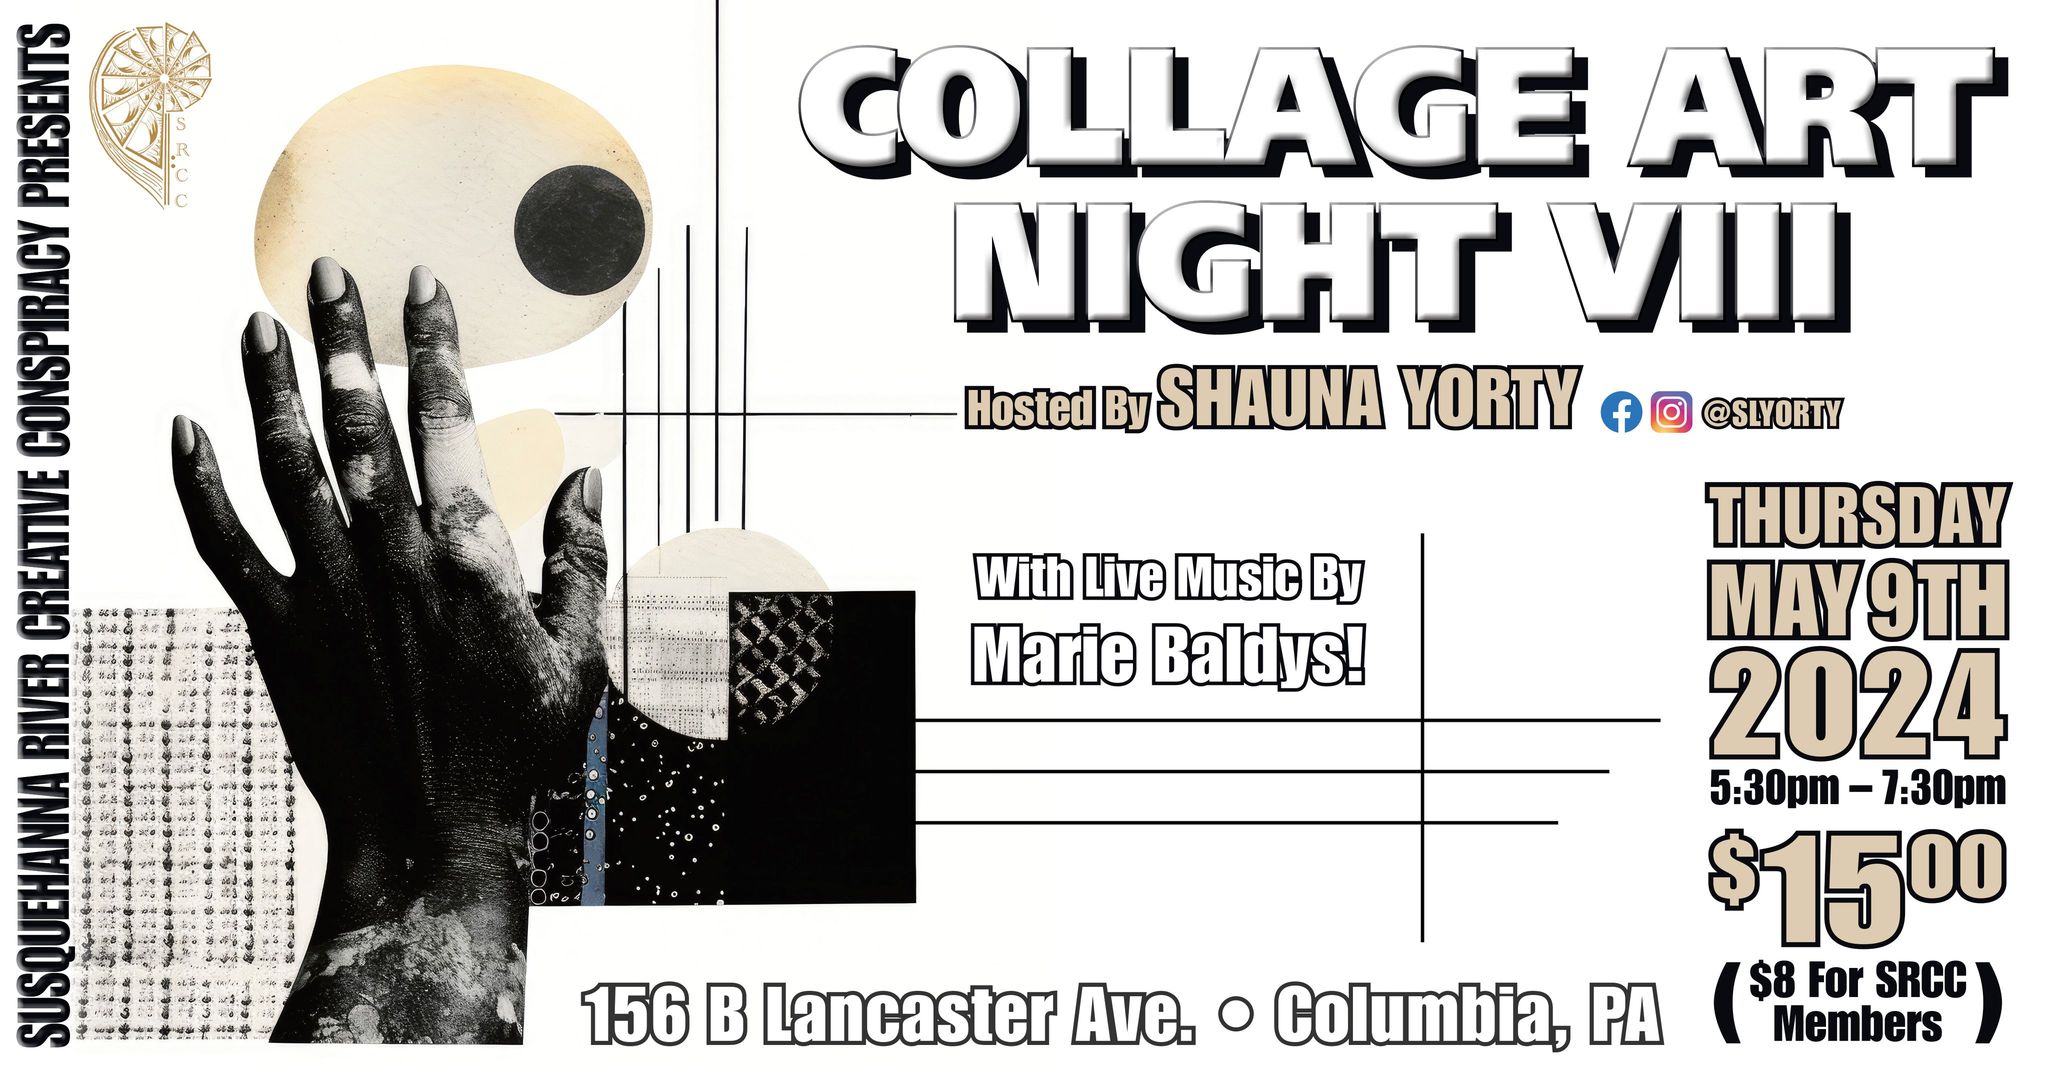 SUSQUEHANNA RIVER CREATIVE CONSPIRACY PRESENTS
SRCC
COLLAGE ART
NIGHT VIII
Hosted By SHAUNA YORTY @SLYORTY
With Live Music By
Marie Baldys!
THURSDAY
MAY 9TH
2024
5:30pm – 7:30pm
$1500
($8 For SRCC
Members)
156 B Lancaster Ave. • Columbia, PA